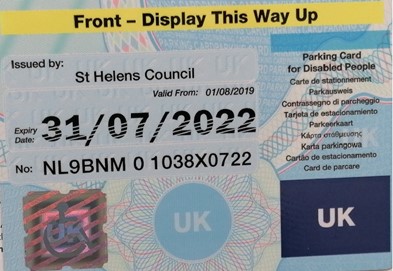 Front – Display This Way Up
Issued by:
St Helens Council
Valid From: 01/08/2019
Expiry Date: 31/07/2022
No: NL9BNM 0 1038X0722
UK
Parking Card
for Disabled People
Carte de stationnement
Parkausweis
Contrassegno di parcheggio
Tarjeta de estacionamiento
Parkeerkaart
Κάρτα στάθμευσης
Karta parkingowa
Cartão de estacionamento
Card de parcare
UK